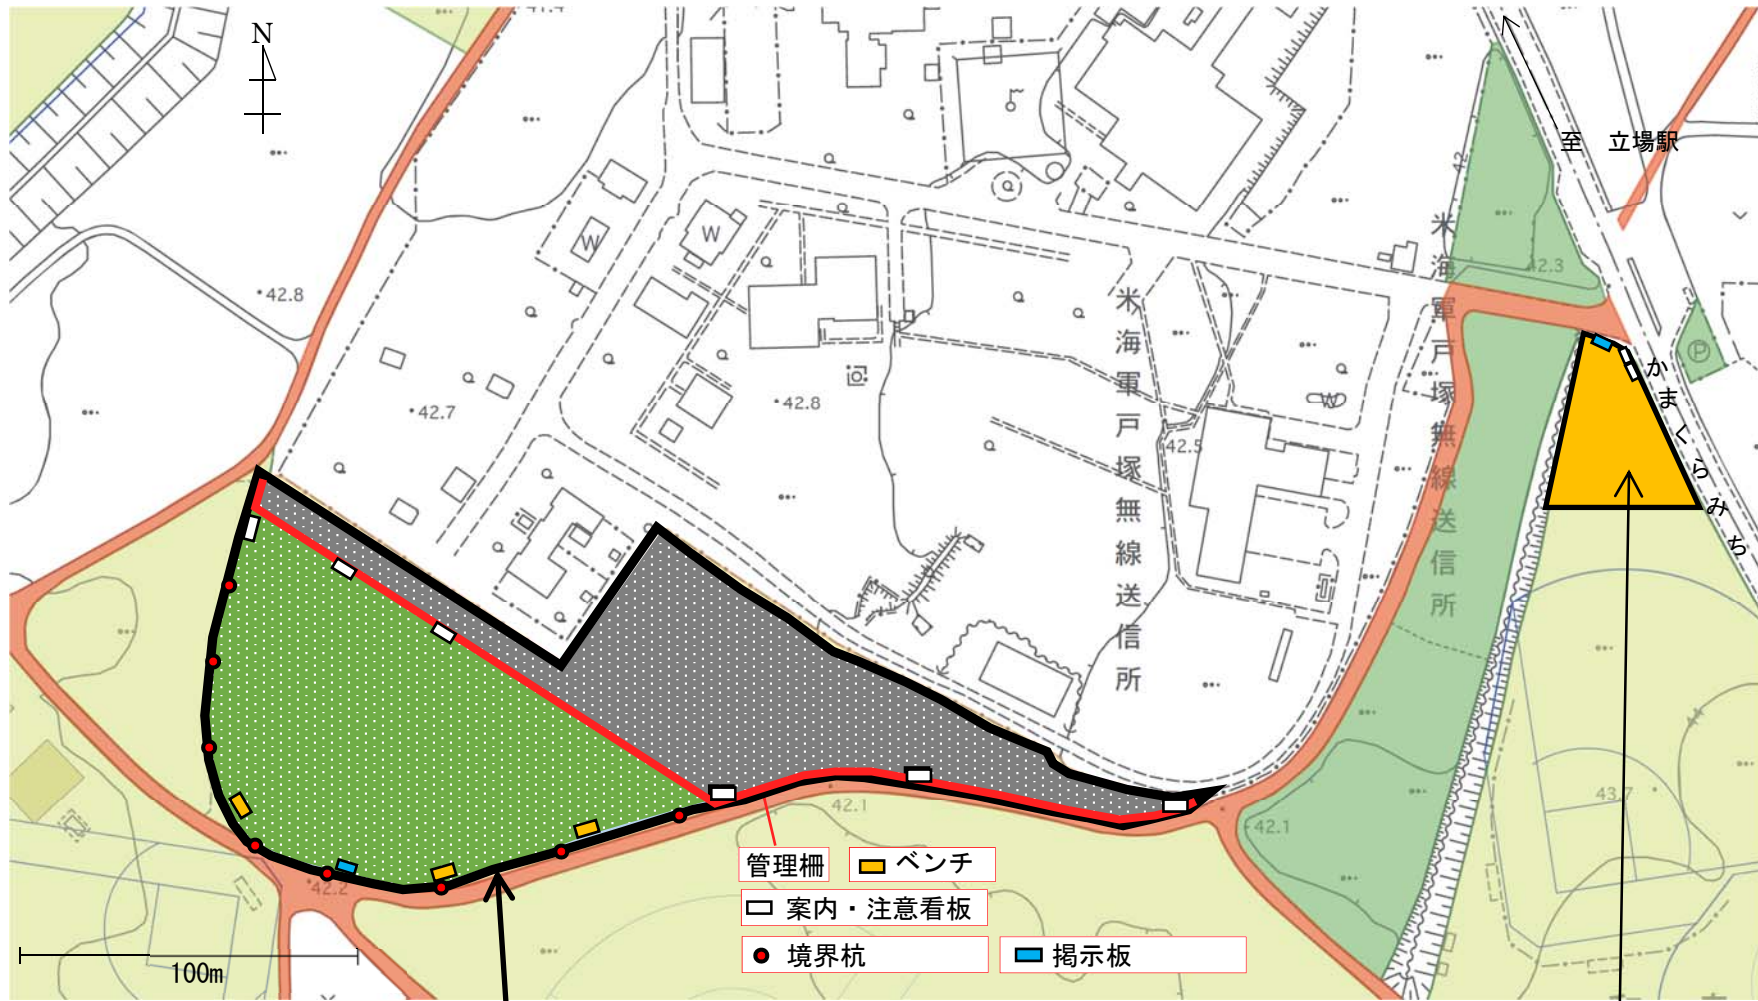 41.4
N
至 立場駅
42
W
W
42.3
42.8
米海軍戸塚無線送信所
米海軍戸塚無線送信所
P
かまくらみち
42.7
42.8
W
42.5
42.1
43.7
42.1
42.2
管理柵
ベンチ
案内・注意看板
境界杭
掲示板
100m